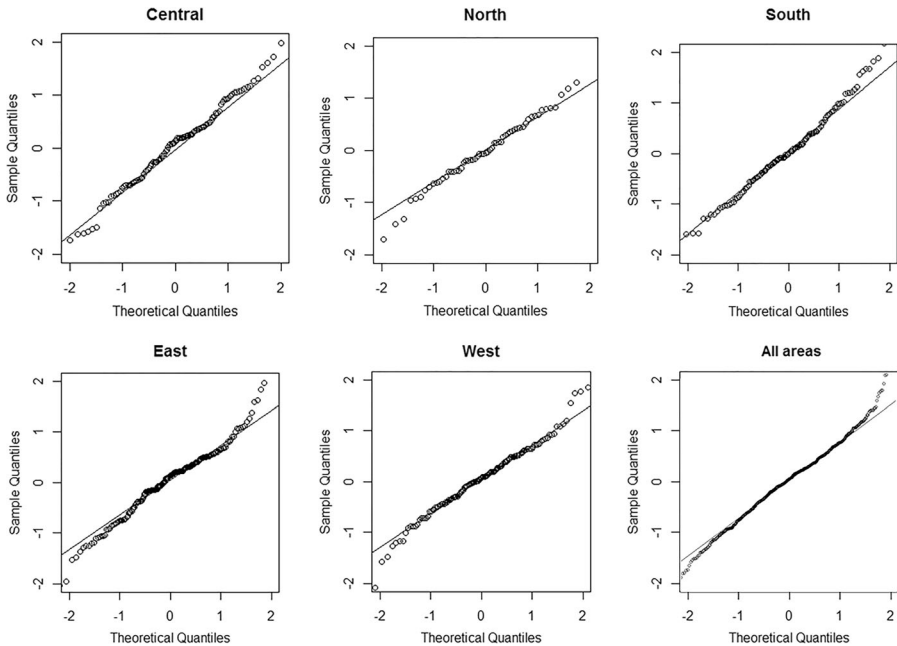 Central
Sample Quantiles
2
1
0
-1
-2
-2 -1 0 1 2
Theoretical Quantiles
North
Sample Quantiles
2
1
0
-1
-2
-2 -1 0 1 2
Theoretical Quantiles
South
Sample Quantiles
2
1
0
-1
-2
-2 -1 0 1 2
Theoretical Quantiles
East
Sample Quantiles
2
1
0
-1
-2
-2 -1 0 1 2
Theoretical Quantiles
West
Sample Quantiles
2
1
0
-1
-2
-2 -1 0 1 2
Theoretical Quantiles
All areas
Sample Quantiles
2
1
0
-1
-2
-2 -1 0 1 2
Theoretical Quantiles